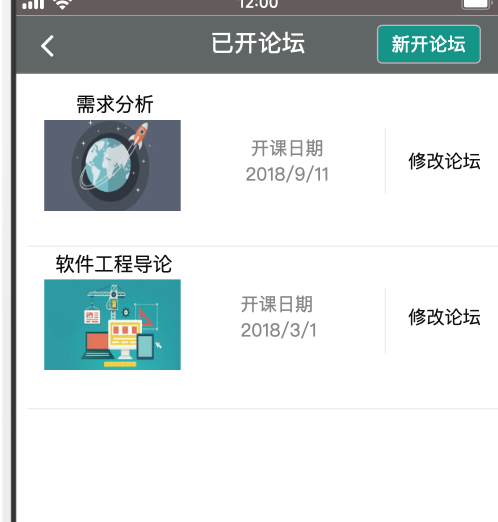 12:00
已开论坛
新开论坛
需求分析
开课日期
2018/9/11
修改论坛
软件工程导论
开课日期
2018/3/1
修改论坛